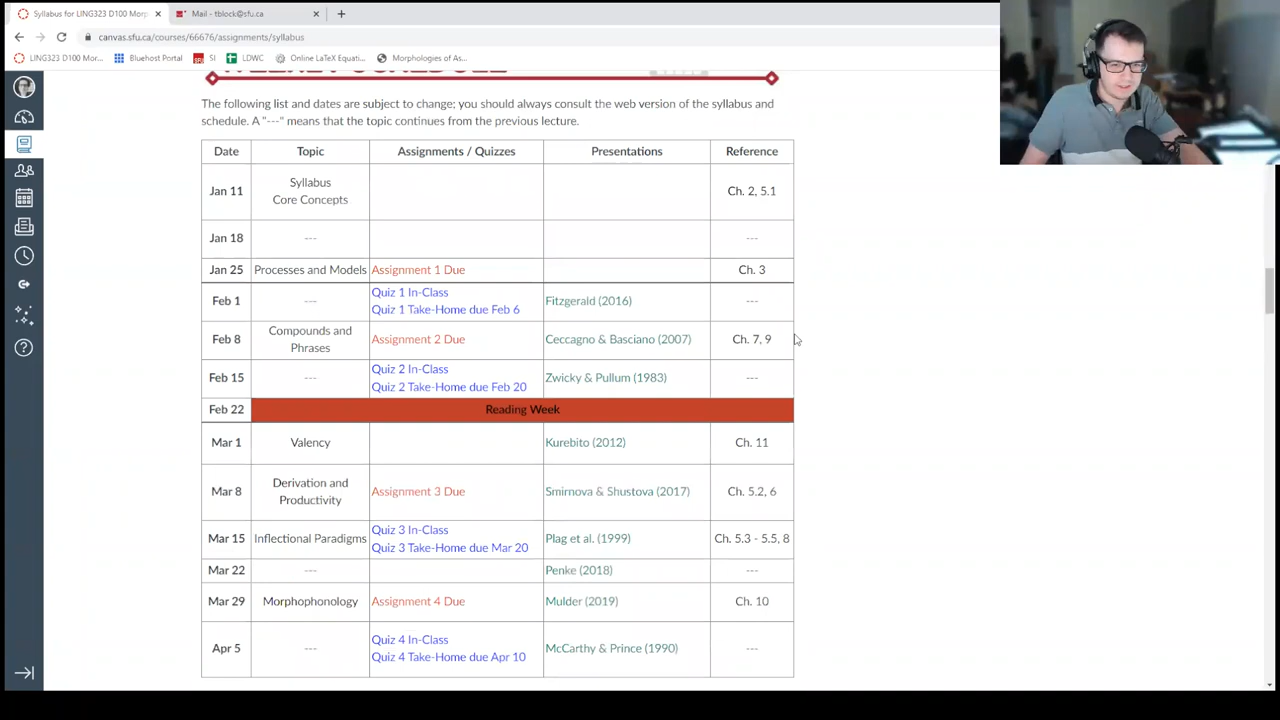 Syllabus for LING323 D100 Morp
Mail - tblock@sfu.ca
canvas.sfu.ca/courses/66676/assignments/syllabus
LING323 D100 Mor...
Bluehost Portal
SI
LDWC
Online LaTeX Equati...
Morphologies of As...
WEEKLY SCHEDULE
The following list and dates are subject to change; you should always consult the web version of the syllabus and
schedule. A "---" means that the topic continues from the previous lecture.
Date Topic Assignments / Quizzes Presentations Reference
Jan 11 Syllabus Ch. 2, 5.1
Core Concepts
Jan 18 --- ---
Jan 25 Processes and Models Assignment 1 Due Ch. 3
Feb 1 --- Quiz 1 In-Class Fitzgerald (2016) ---
Quiz 1 Take-Home due Feb 6
Feb 8 Compounds and Assignment 2 Due Ceccagno & Basciano (2007) Ch. 7, 9
Phrases
Feb 15 --- Quiz 2 In-Class Zwicky & Pullum (1983) ---
Quiz 2 Take-Home due Feb 20
Feb 22 Reading Week
Mar 1 Valency Kurebito (2012) Ch. 11
Mar 8 Derivation and Assignment 3 Due Smirnova & Shustova (2017) Ch. 5.2, 6
Productivity
Mar 15 Inflectional Paradigms Quiz 3 In-Class Plag et al. (1999) Ch. 5.3 - 5.5, 8
Quiz 3 Take-Home due Mar 20
Mar 22 --- Penke (2018) ---
Mar 29 Morphophonology Assignment 4 Due Mulder (2019) Ch. 10
Apr 5 --- Quiz 4 In-Class McCarthy & Prince (1990) ---
Quiz 4 Take-Home due Apr 10